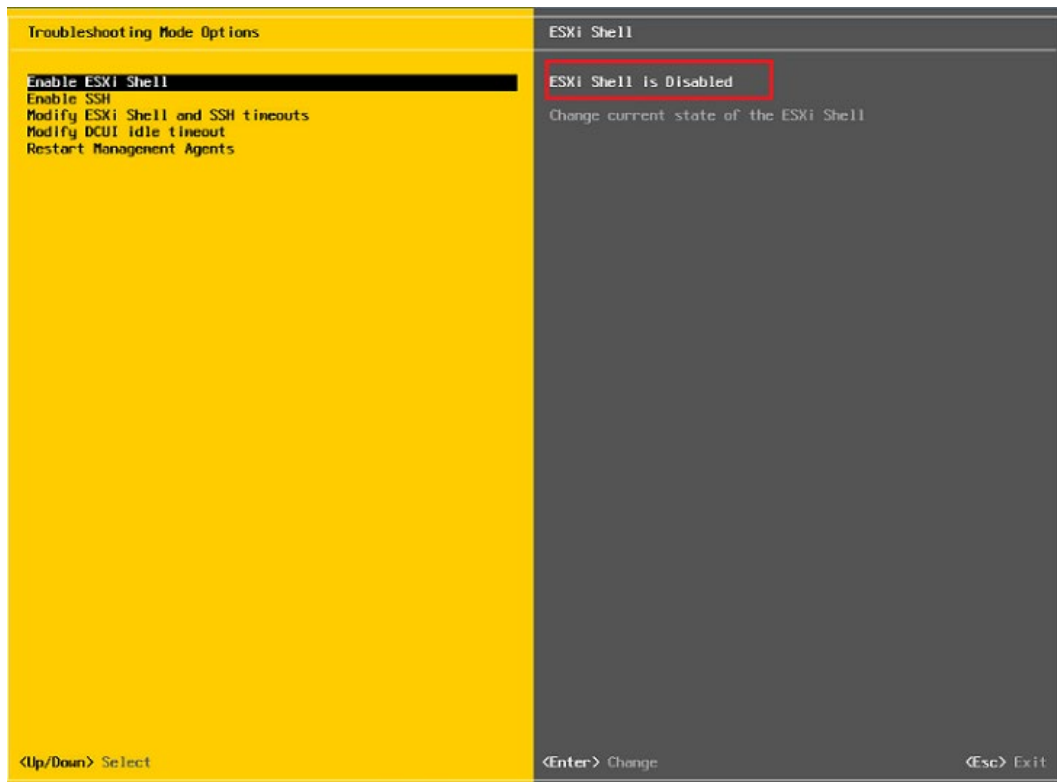 Troubleshooting Mode Options
ESXi Shell
Enable ESXi Shell
Enable SSH
Modify ESXi Shell and SSH timeouts
Modify DCUI idle timeout
Restart Management Agents
ESXi Shell is Disabled
Change current state of the ESXi Shell
<Up/Down> Select
<Enter> Change
<Esc> Exit